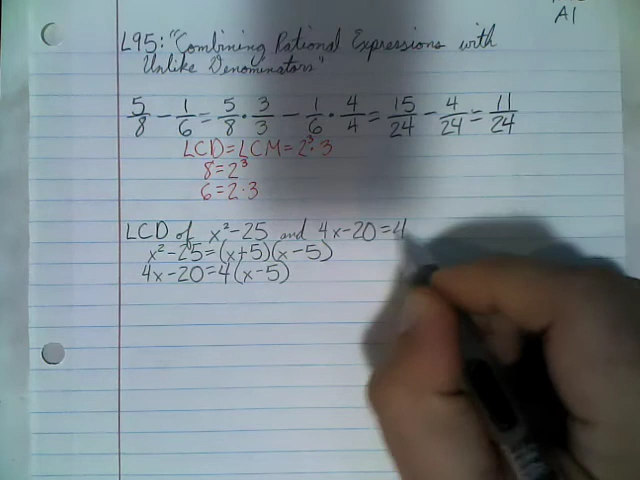 A1
L95: "Combining Rational Expressions with
Unlike Denominators"
5/8 - 1/6 = 5/8 · 3/3 - 1/6 · 4/4 = 15/24 - 4/24 = 11/24
LCD = LCM = 2³ · 3
8 = 2³
6 = 2 · 3
LCD of x² - 25 and 4x - 20 = 4
x² - 25 = (x + 5)(x - 5)
4x - 20 = 4(x - 5)